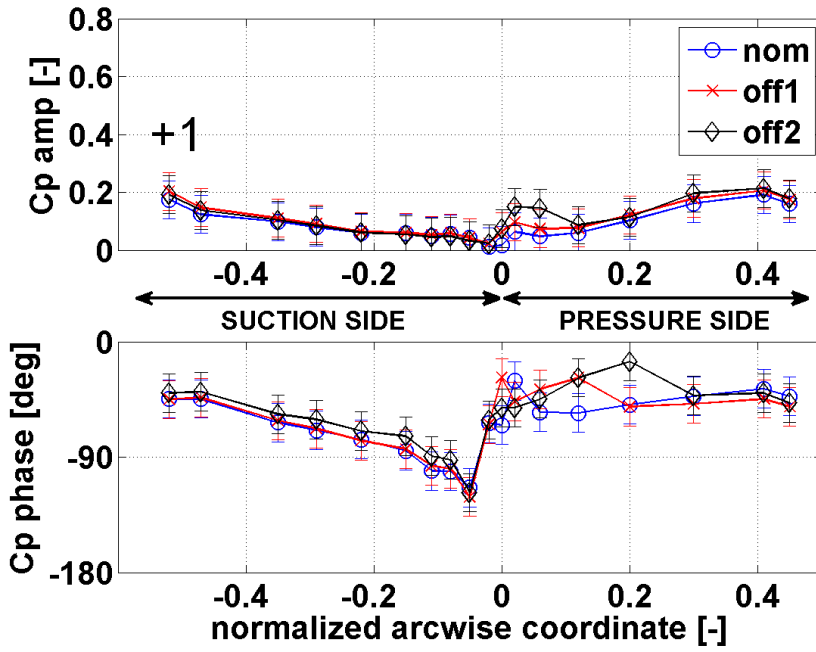 0.8
0.6
0.4
0.2
0
Cp amp [-]
+1
nom
off1
off2
-0.4
-0.2
0
0.2
0.4
SUCTION SIDE
PRESSURE SIDE
0
-90
-180
Cp phase [deg]
-0.4
-0.2
0
0.2
0.4
normalized arcwise coordinate [-]